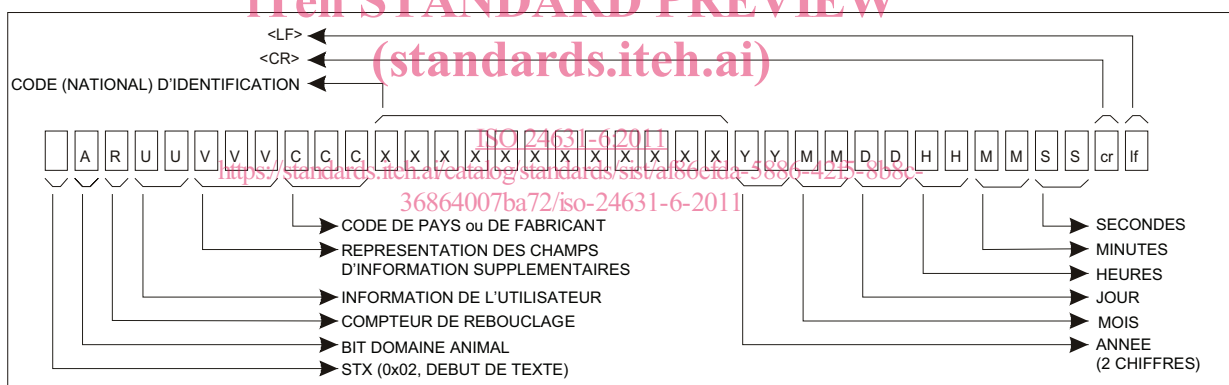 iTeh STANDARD PREVIEW
<LF>
(standards.iteh.ai)
<CR>
CODE (NATIONAL) D'IDENTIFICATION
ISO 24631-6:2011
A R U U V V V C C C X X X X X X X X X X X X Y Y M M D D H H M M S S cr lf
https://standards.iteh.ai/catalog/standards/sist/af86efda-5886-42f5-8b8c-
36864007ba72/iso-24631-6-2011
CODE DE PAYS ou DE FABRICANT
SECONDES
REPRESENTATION DES CHAMPS
D'INFORMATION SUPPLEMENTAIRES
MINUTES
HEURES
INFORMATION DE L'UTILISATEUR
JOUR
COMPTEUR DE REBOUCLAGE
MOIS
BIT DOMAINE ANIMAL
ANNEE
(2 CHIFFRES)
STX (0x02, DEBUT DE TEXTE)